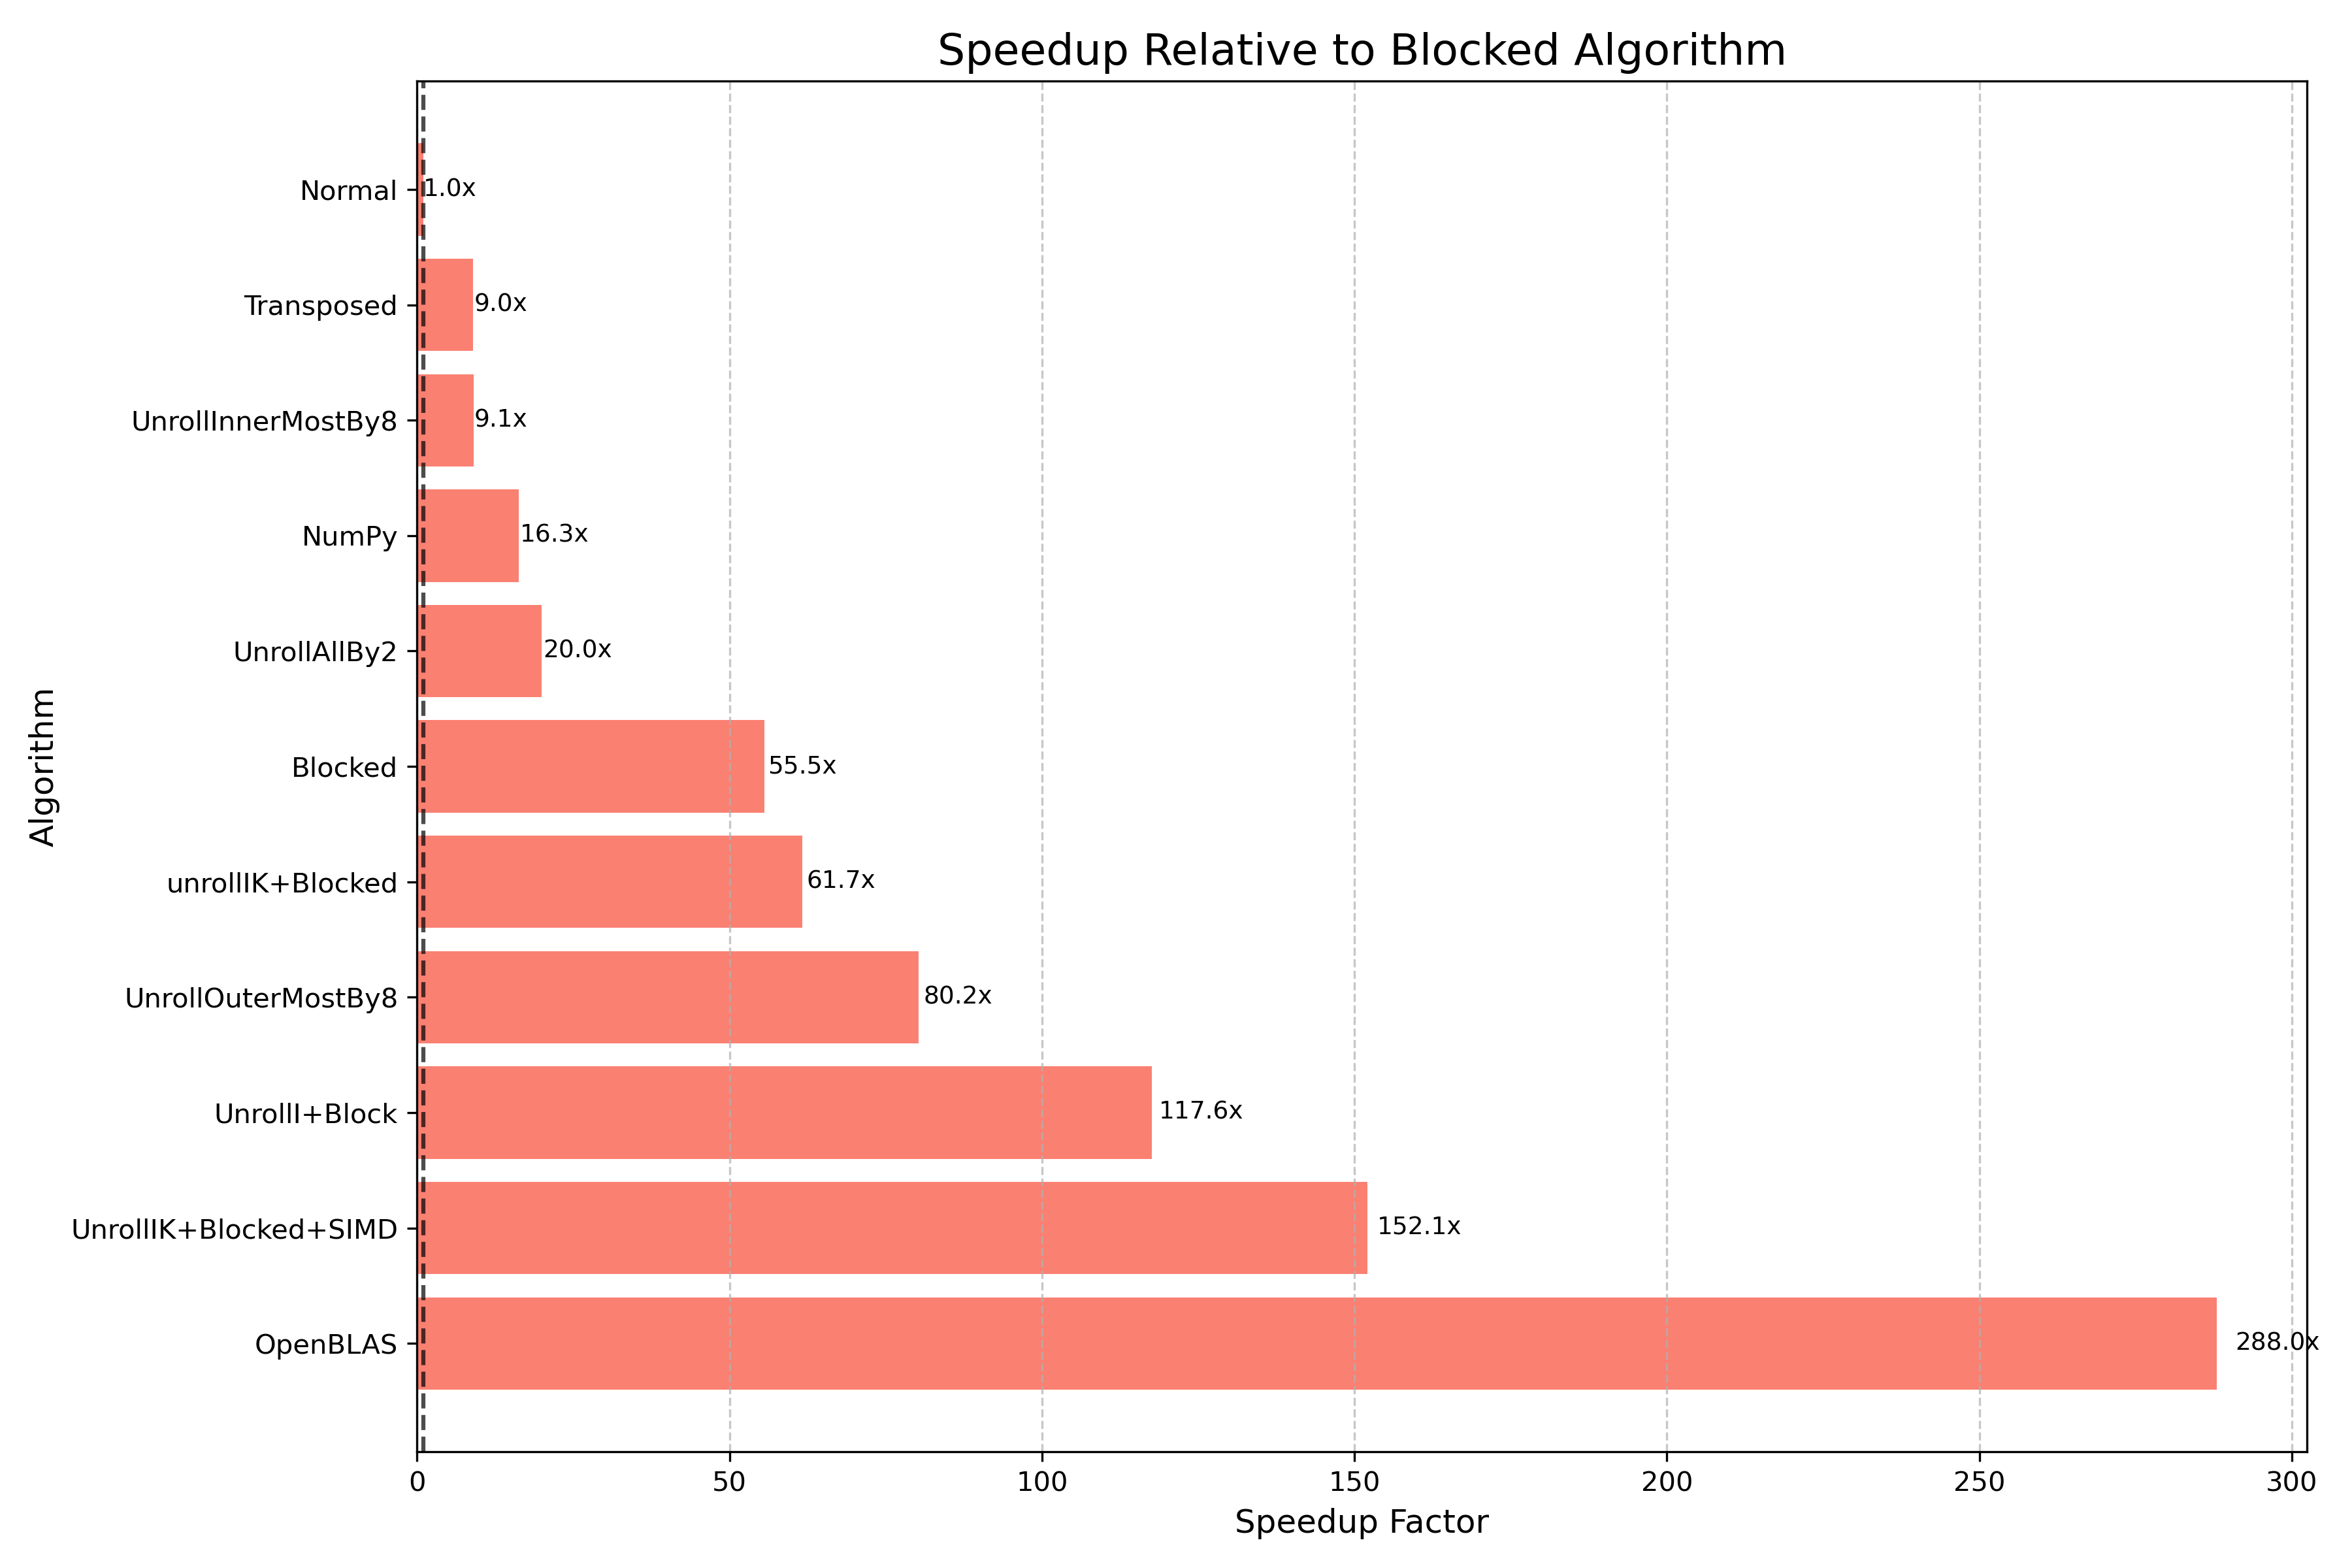 Speedup Relative to Blocked Algorithm
Algorithm
Normal 1.0x
Transposed 9.0x
UnrollInnerMostBy8 9.1x
NumPy 16.3x
UnrollAllBy2 20.0x
Blocked 55.5x
unrollIK+Blocked 61.7x
UnrollOuterMostBy8 80.2x
UnrollI+Block 117.6x
UnrollIK+Blocked+SIMD 152.1x
OpenBLAS 288.0x
0 50 100 150 200 250 300
Speedup Factor